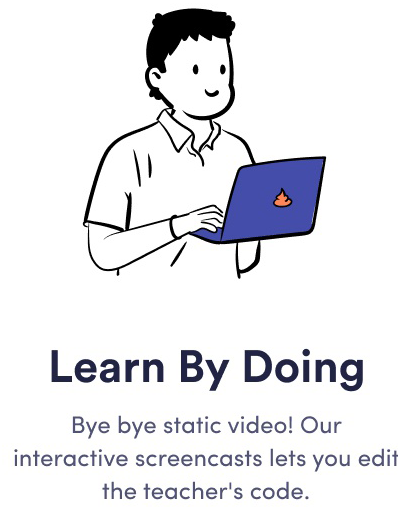 Learn By Doing
Bye bye static video! Our
interactive screencasts lets you edit
the teacher's code.